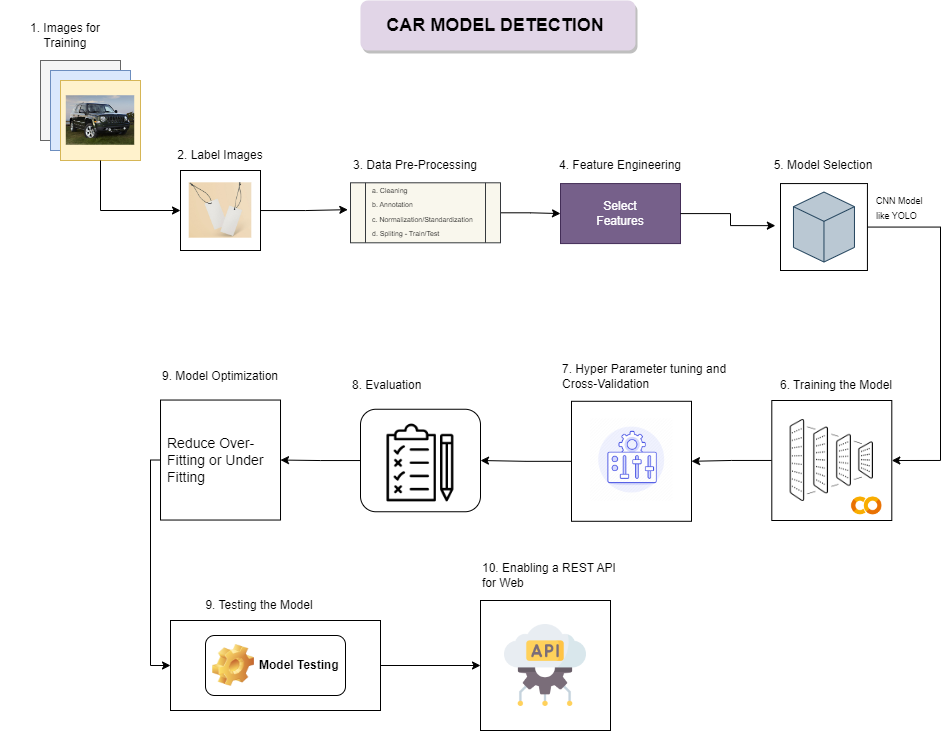 CAR MODEL DETECTION
1. Images for
Training
2. Label Images
3. Data Pre-Processing
a. Cleaning
b. Annotation
c. Normalization/Standardization
d. Spliting - Train/Test
4. Feature Engineering
Select
Features
5. Model Selection
CNN Model
like YOLO
6. Training the Model
CO
7. Hyper Parameter tuning and
Cross-Validation
8. Evaluation
9. Model Optimization
Reduce Over-
Fitting or Under
Fitting
9. Testing the Model
Model Testing
10. Enabling a REST API
for Web
API